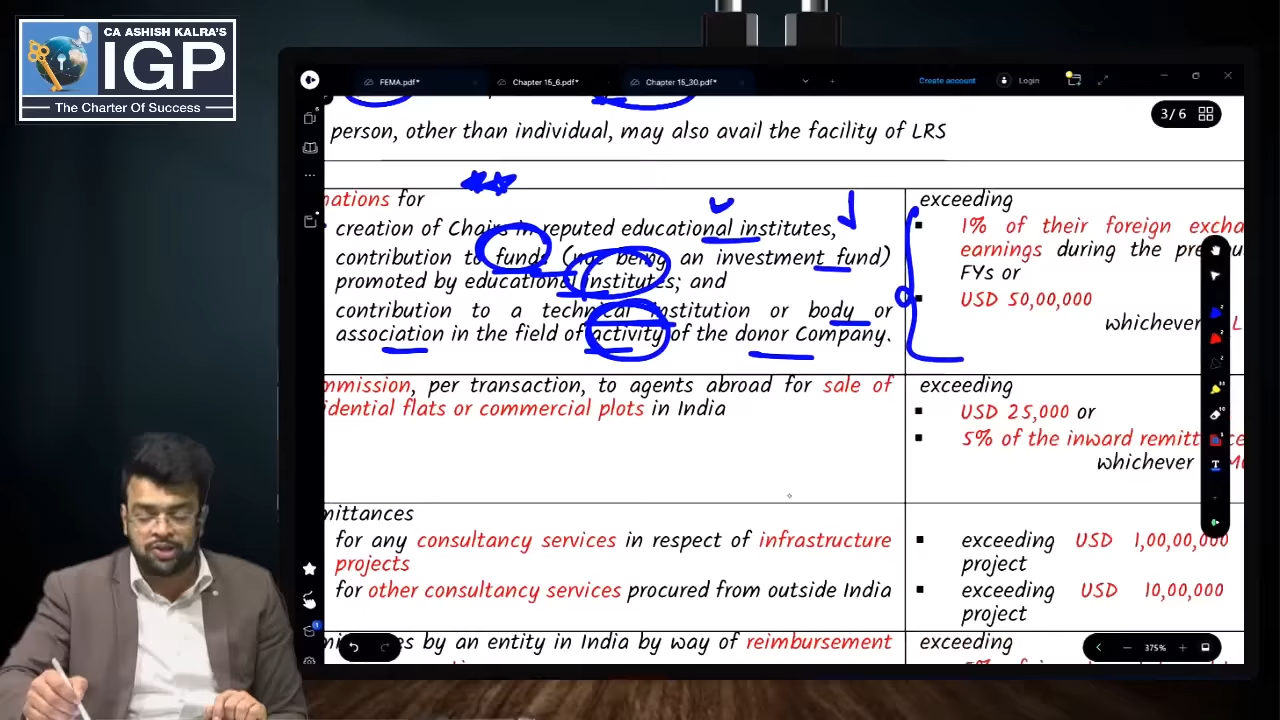 CA ASHISH KALRA'S
IGP
The Charter Of Success
FEMA.pdf*
Chapter 15_6.pdf*
Chapter 15_30.pdf*
Create account
Login
3/6
person, other than individual, may also avail the facility of LRS
nations for
creation of Chairs in reputed educational institutes,
contribution to funds (not being an investment fund)
promoted by educational institutes; and
contribution to a technical institution or body or
association in the field of activity of the donor Company.
exceeding
1% of their foreign excha
earnings during the pre
FYs or
USD 50,00,000
whichever
mmission, per transaction, to agents abroad for sale of
idential flats or commercial plots in India
exceeding
USD 25,000 or
5% of the inward remitt
whichever
mittances
for any consultancy services in respect of infrastructure
projects
for other consultancy services procured from outside India
exceeding USD 1,00,00,000
project
exceeding USD 10,00,000
project
es by an entity in India by way of reimbursement
exceeding
375%